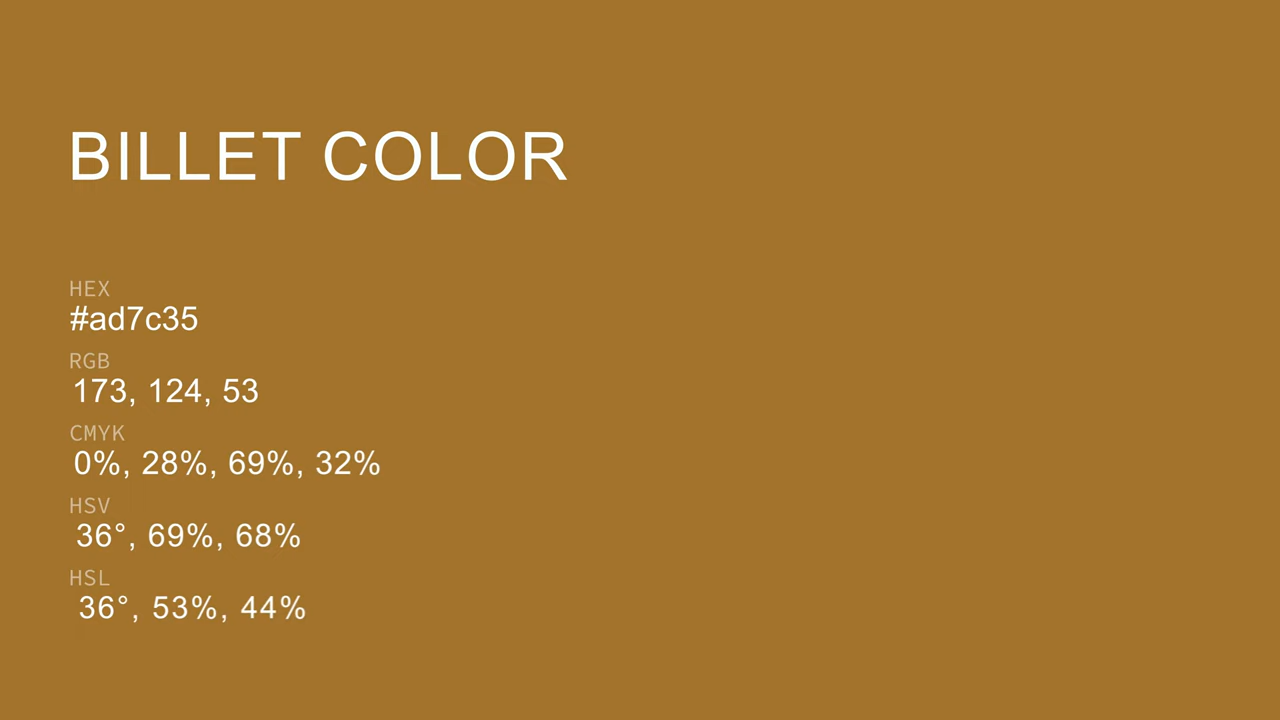 BILLET COLOR
HEX
#ad7c35
RGB
173, 124, 53
CMYK
0%, 28%, 69%, 32%
HSV
36°, 69%, 68%
HSL
36°, 53%, 44%